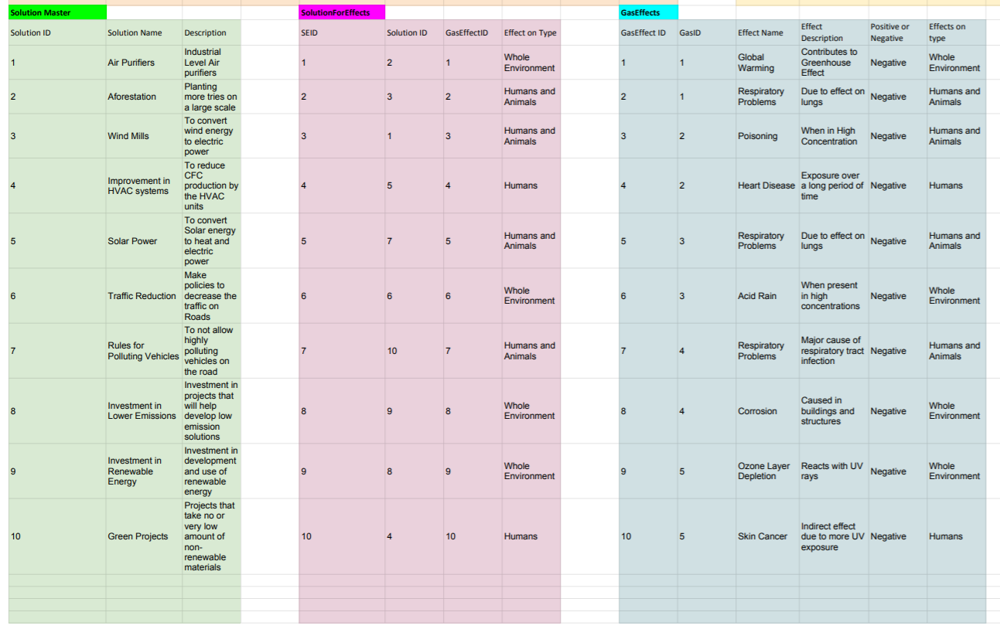 Solution Master
Solution ID Solution Name Description
1 Air Purifiers Industrial
Level Air
purifiers
2 Aforestation Planting
more tries on
a large scale
3 Wind Mills To convert
wind energy
to electric
power
4 Improvement in
HVAC systems To reduce
CFC
production by
the HVAC
units
5 Solar Power To convert
Solar energy
to heat and
electric
power
6 Traffic Reduction Make
policies to
decrease the
traffic on
Roads
7 Rules for
Polluting Vehicles To not allow
highly
polluting
vehicles on
the road
8 Investment in
Lower Emissions Investment in
projects that
will help
develop low
emission
solutions
9 Investment in
Renewable
Energy Investment in
development
and use of
renewable
energy
10 Green Projects Projects that
take no or
very low
amount of
non-
renewable
materials
SolutionForEffects
SEID Solution ID GasEffectID Effect on Type
1 2 1 Whole
Environment
2 3 2 Humans and
Animals
3 1 3 Humans and
Animals
4 5 4 Humans
5 7 5 Humans and
Animals
6 6 6 Whole
Environment
7 10 7 Humans and
Animals
8 9 8 Whole
Environment
9 8 9 Whole
Environment
10 4 10 Humans
GasEffects
GasEffect ID GasID Effect Name Effect
Description Positive or
Negative Effects on
type
1 1 Global
Warming Contributes to
Greenhouse
Effect Negative Whole
Environment
2 1 Respiratory
Problems Due to effect on
lungs Negative Humans and
Animals
3 2 Poisoning When in High
Concentration Negative Humans and
Animals
4 2 Heart Disease Exposure over
a long period of
time Negative Humans
5 3 Respiratory
Problems Due to effect on
lungs Negative Humans and
Animals
6 3 Acid Rain When present
in high
concentrations Negative Whole
Environment
7 4 Respiratory
Problems Major cause of
respiratory tract
infection Negative Humans and
Animals
8 4 Corrosion Caused in
buildings and
structures Negative Whole
Environment
9 5 Ozone Layer
Depletion Reacts with UV
rays Negative Whole
Environment
10 5 Skin Cancer Indirect effect
due to more UV
exposure Negative Humans